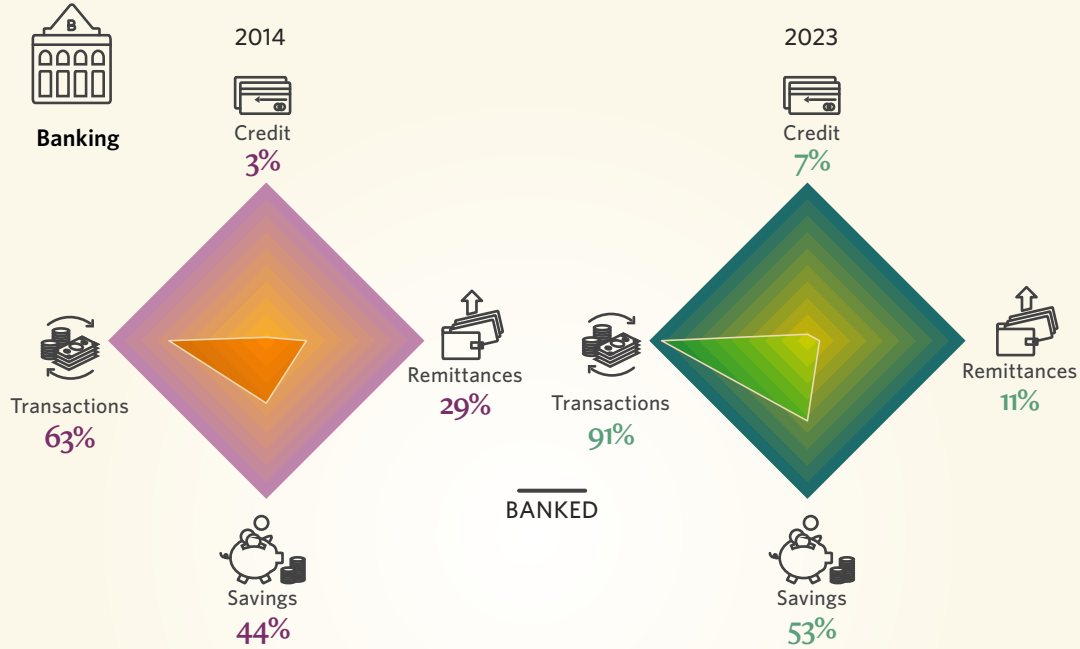 B
Banking
2014
Credit
3%
Transactions
63%
Remittances
29%
Savings
44%
BANKED
2023
Credit
7%
Transactions
91%
Remittances
11%
Savings
53%